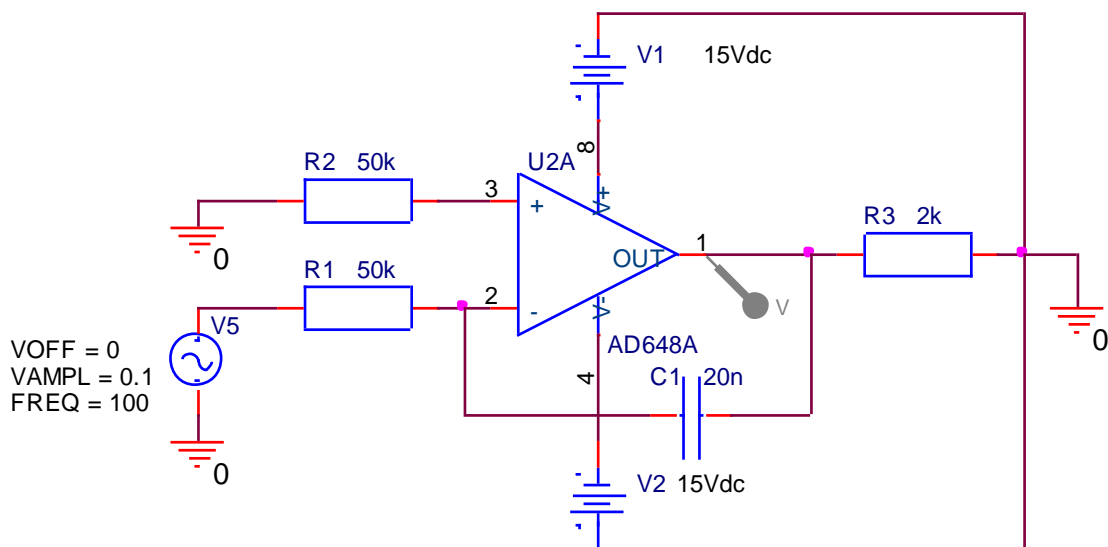 V1 15Vdc
8
R2 50k
U2A
3
+
V+
R3 2k
0
1
R1 50k
OUT
2
-
V-
V
V5
0
VOFF = 0
VAMPL = 0.1
FREQ = 100
AD648A
4
C1 20n
0
V2 15Vdc